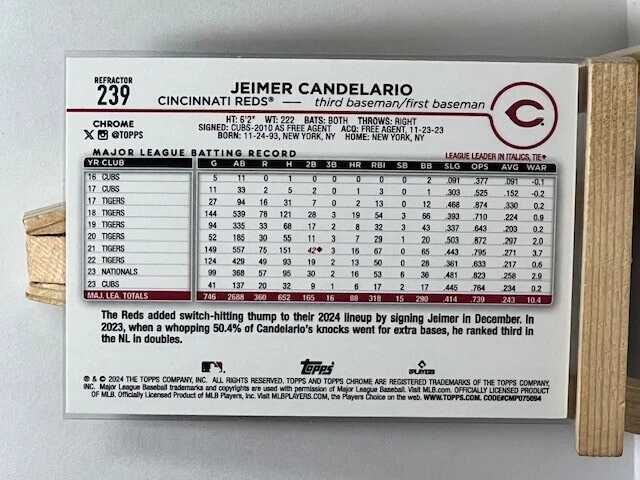 REFRACTOR
239
JEIMER CANDELARIO
CINCINNATI REDS® — third baseman/first baseman
C
CHROME
X @TOPPS
HT: 6'2" WT: 222 BATS: BOTH THROWS: RIGHT
SIGNED: CUBS-2010 AS FREE AGENT ACQ: FREE AGENT, 11-23-23
BORN: 11-24-93, NEW YORK, NY HOME: NEW YORK, NY
MAJOR LEAGUE BATTING RECORD LEAGUE LEADER IN ITALICS, TIE♦
YR CLUB G AB R H 2B 3B HR RBI SB BB SLG OPS AVG WAR
16 CUBS 5 11 0 1 0 0 0 0 0 2 .091 .377 .091 -0.1
17 CUBS 11 33 2 5 2 0 1 3 0 1 .303 .525 .152 -0.2
17 TIGERS 27 94 16 31 7 0 2 13 0 12 .468 .874 .330 0.2
18 TIGERS 144 539 78 121 28 3 19 54 3 66 .393 .710 .224 0.9
19 TIGERS 94 335 33 68 17 2 8 32 3 43 .337 .643 .203 0.2
20 TIGERS 52 185 30 55 11 3 7 29 1 20 .503 .872 .297 2.0
21 TIGERS 149 557 75 151 42♦ 3 16 67 0 65 .443 .795 .271 3.7
22 TIGERS 124 429 49 93 19 2 13 50 0 28 .361 .633 .217 0.6
23 NATIONALS 99 368 57 95 30 2 16 53 6 36 .481 .823 .258 2.9
23 CUBS 41 137 20 32 9 1 6 17 2 17 .445 .764 .234 0.2
MAJ. LEA. TOTALS 746 2688 360 652 165 16 88 318 15 290 .414 .739 .243 10.4
The Reds added switch-hitting thump to their 2024 lineup by signing Jeimer in December. In
2023, when a whopping 50.4% of Candelario's knocks went for extra bases, he ranked third in
the NL in doubles.
Topps
PLAYERS
® & © 2024 THE TOPPS COMPANY, INC. ALL RIGHTS RESERVED. TOPPS AND TOPPS CHROME ARE REGISTERED TRADEMARKS OF THE TOPPS COMPANY,
INC. Major League Baseball trademarks and copyrights are used with permission of Major League Baseball. Visit MLB.com. OFFICIALLY LICENSED PRODUCT
OF MLB. Officially Licensed Product of MLB Players, Inc. Visit MLBPLAYERS.com, the Players Choice on the web. WWW.TOPPS.COM. CODE#CMP075694